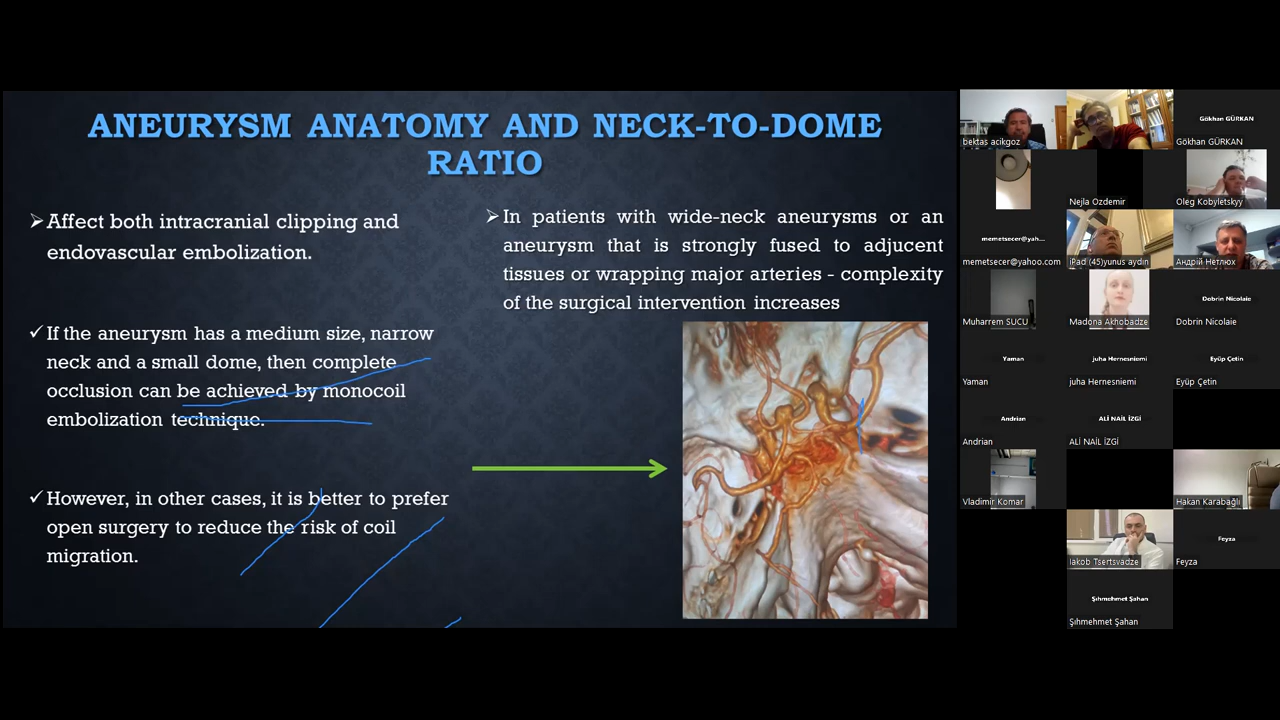 ANEURYSM ANATOMY AND NECK-TO-DOME
RATIO
Affect both intracranial clipping and
endovascular embolization.
If the aneurysm has a medium size, narrow
neck and a small dome, then complete
occlusion can be achieved by monocoil
embolization technique.
However, in other cases, it is better to prefer
open surgery to reduce the risk of coil
migration.
In patients with wide-neck aneurysms or an
aneurysm that is strongly fused to adjucent
tissues or wrapping major arteries - complexity
of the surgical intervention increases
bektas acikgoz
Gökhan GÜRKAN
Gökhan GÜRKAN
Nejla Ozdemir
Oleg Kobyletskyy
memetsecer@yah...
memetsecer@yahoo.com
iPad (45)yunus aydın
Андрій Нетлюх
Muharrem SUCU
Madona Akhobadze
Dobrin Nicolaie
Dobrin Nicolaie
Yaman
Yaman
juha Hernesniemi
juha Hernesniemi
Eyüp Çetin
Eyüp Çetin
Andrian
Andrian
ALİ NAİL İZGİ
ALİ NAİL İZGİ
Vladimir Komar
Hakan Karabağlı
Iakob Tsertsvadze
Feyza
Feyza
Şıhmehmet Şahan
Şıhmehmet Şahan